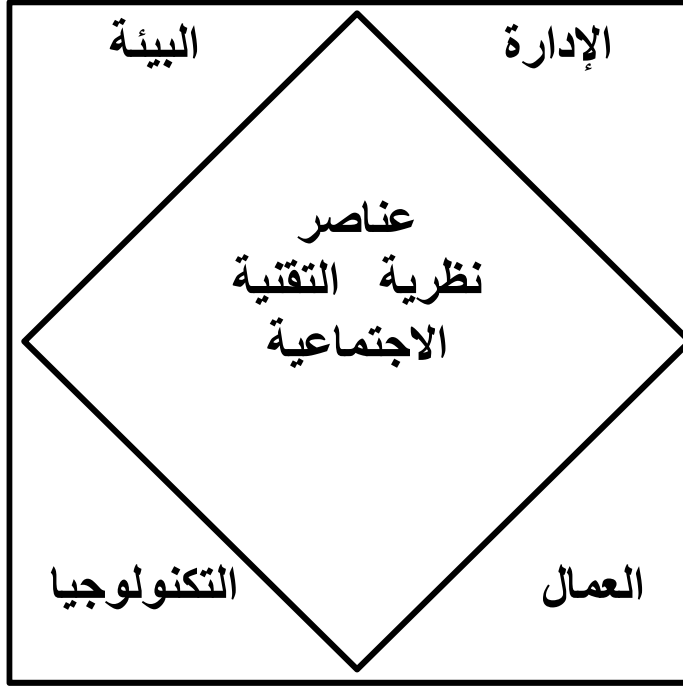 الإدارة
البيئة
عناصر
نظرية التقنية
الاجتماعية
العمال
التكنولوجيا